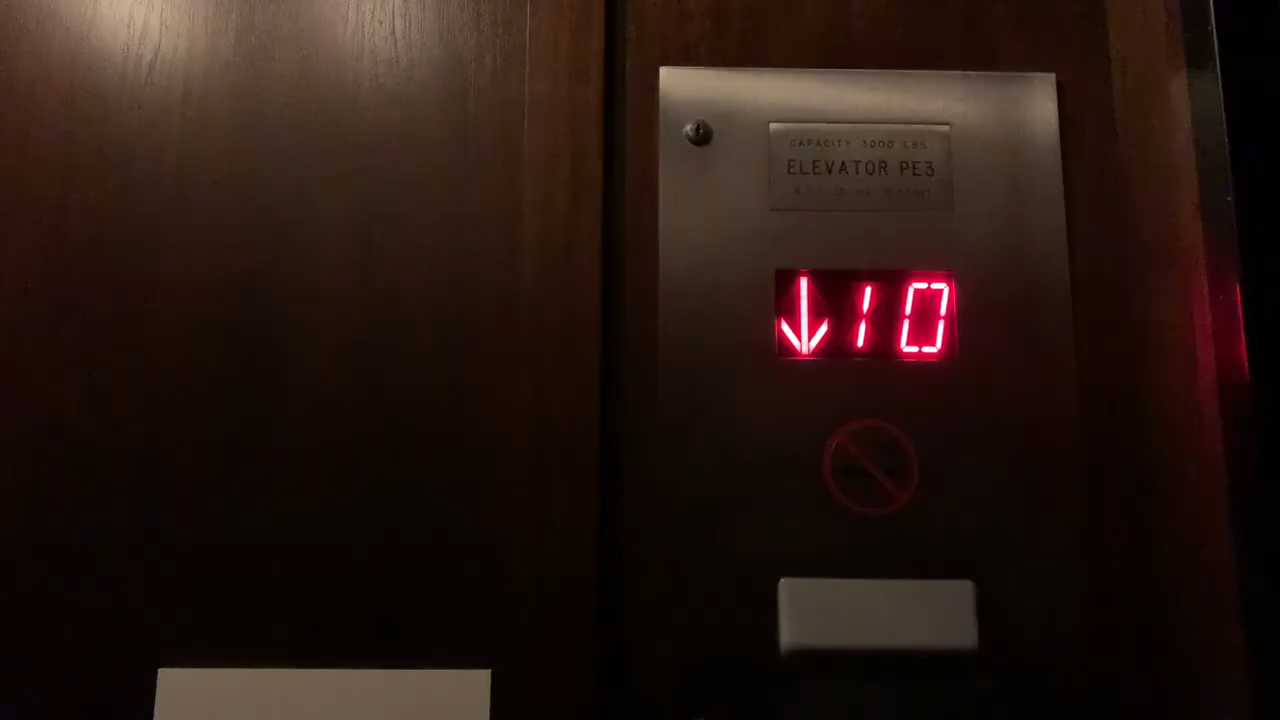 CAPACITY 3000 LBS
ELEVATOR PE3
↓10